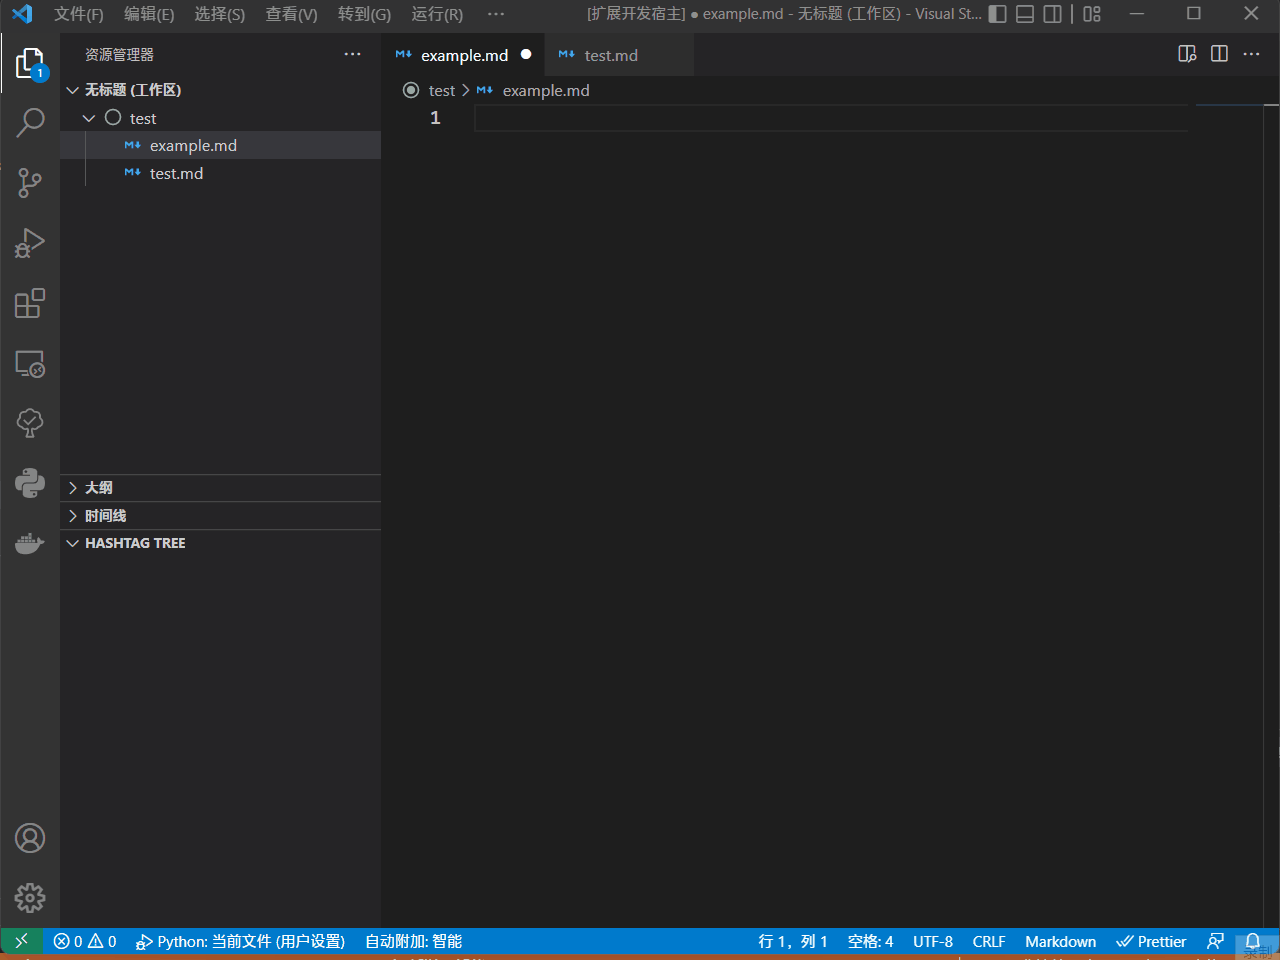 文件(F) 编辑(E) 选择(S) 查看(V) 转到(G) 运行(R) ··· [扩展开发宿主] ● example.md - 无标题 (工作区) - Visual St...
资源管理器 ···
example.md ● test.md ···
1
无标题 (工作区)
test > example.md
test
1
example.md
test.md
大纲
时间线
HASHTAG TREE
0 0 Python: 当前文件 (用户设置) 自动附加: 智能 行 1，列 1 空格: 4 UTF-8 CRLF Markdown Prettier
录制